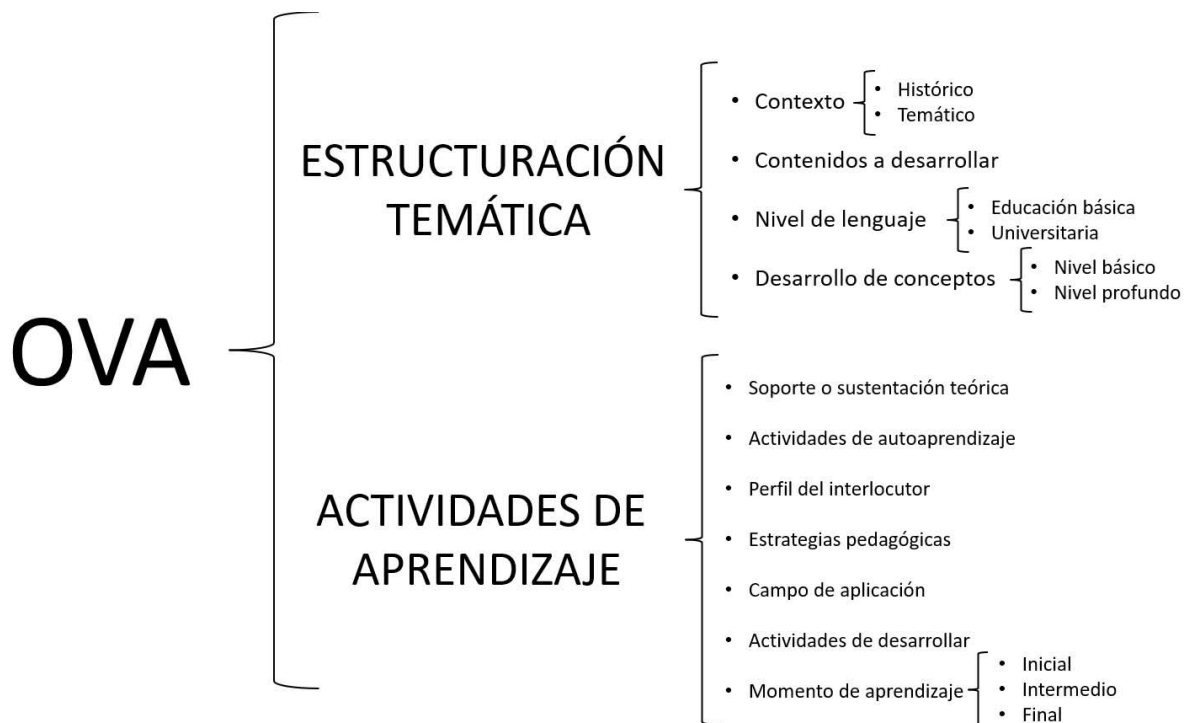 OVA
ESTRUCTURACIÓN
TEMÁTICA
• Contexto
• Histórico
• Temático
• Contenidos a desarrollar
• Nivel de lenguaje
• Educación básica
• Universitaria
• Desarrollo de conceptos
• Nivel básico
• Nivel profundo
ACTIVIDADES DE
APRENDIZAJE
• Soporte o sustentación teórica
• Actividades de autoaprendizaje
• Perfil del interlocutor
• Estrategias pedagógicas
• Campo de aplicación
• Actividades de desarrollar
• Momento de aprendizaje
• Inicial
• Intermedio
• Final